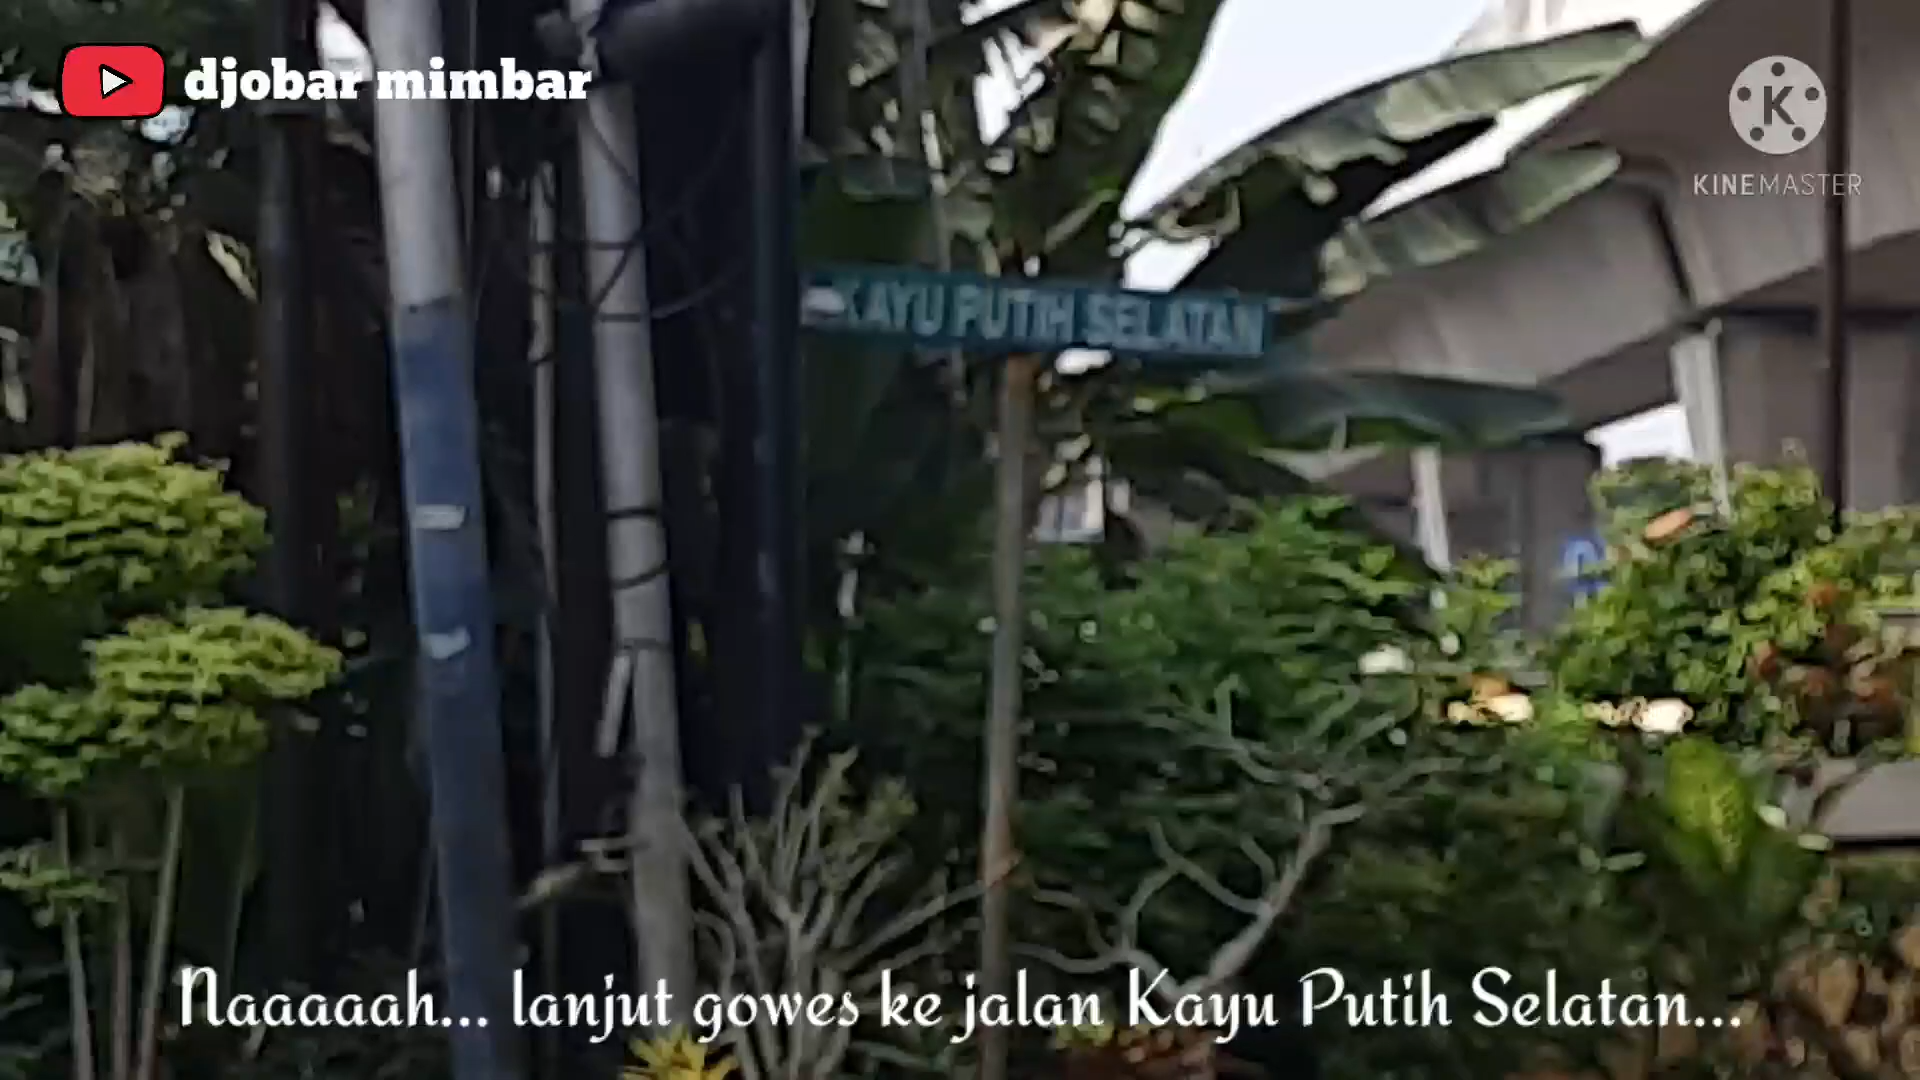 djobar mimbar
K
KINEMASTER
KAYU PUTIH SELATAN
Naaaaah... lanjut gowes ke jalan Kayu Putih Selatan...